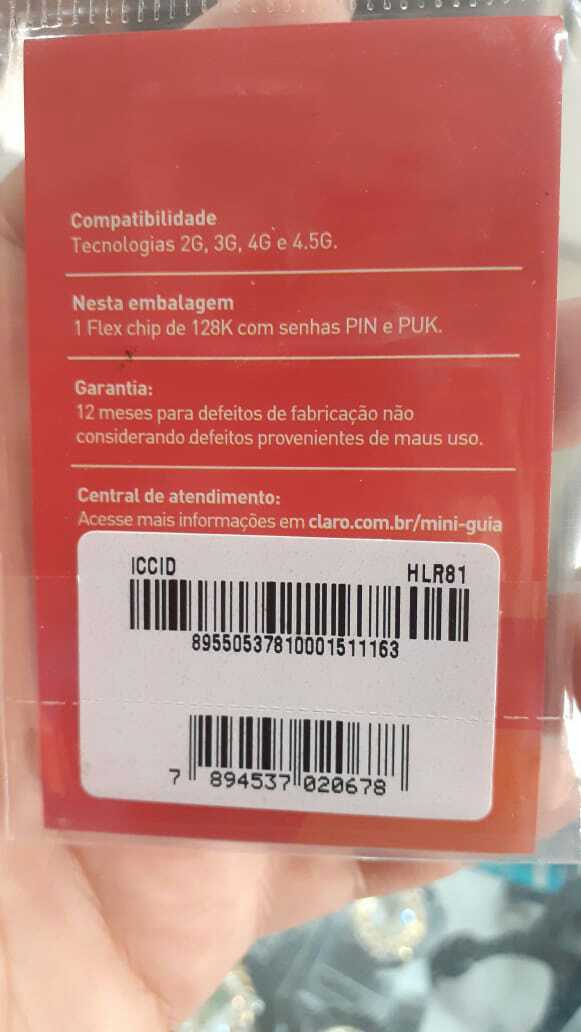 Compatibilidade
Tecnologias 2G, 3G, 4G e 4.5G.
Nesta embalagem
1 Flex chip de 128K com senhas PIN e PUK.
Garantia:
12 meses para defeitos de fabricação não
considerando defeitos provenientes de maus uso.
Central de atendimento:
Acesse mais informações em claro.com.br/mini-guia
ICCID HLR81
89550537810001511163
7 894537 020678